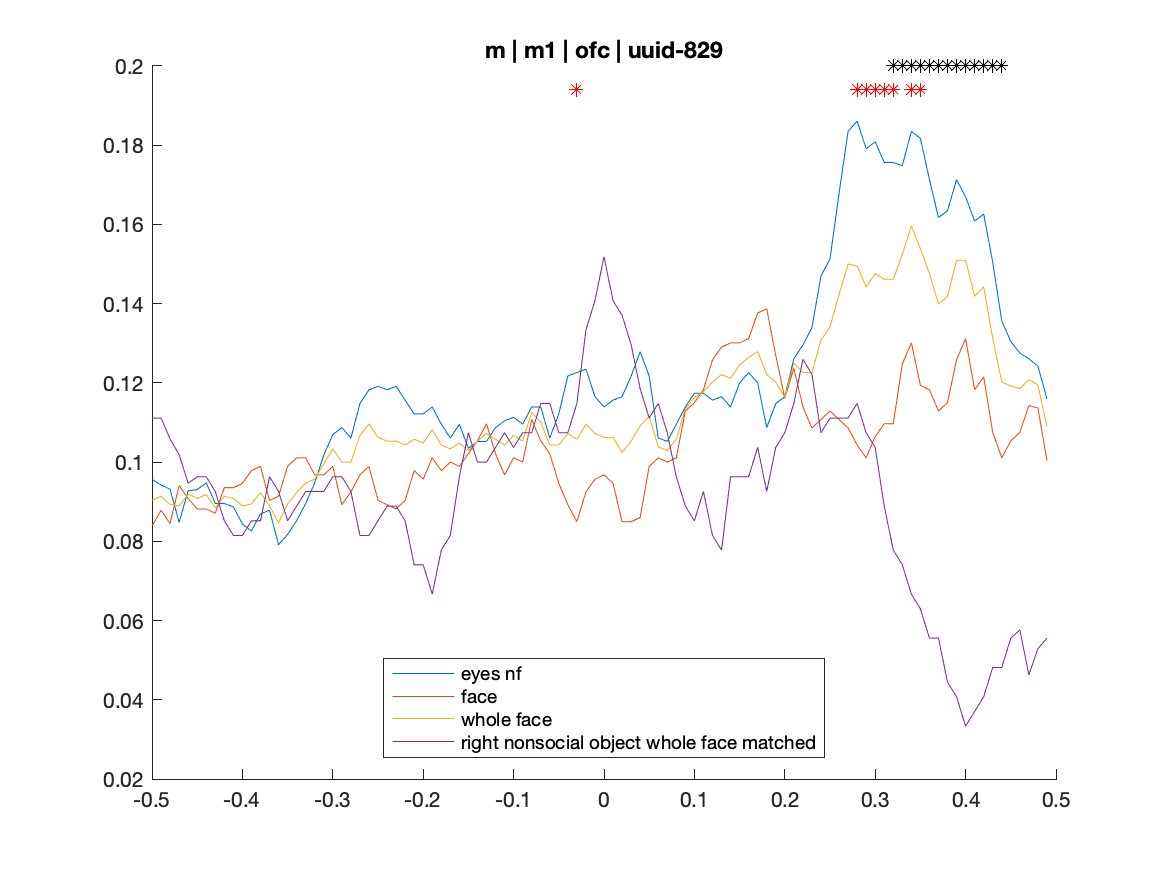 m | m1 | ofc | uuid-829
0.2
0.18
0.16
0.14
0.12
0.1
0.08
0.06
0.04
0.02
eyes nf
face
whole face
right nonsocial object whole face matched
-0.5 -0.4 -0.3 -0.2 -0.1 0 0.1 0.2 0.3 0.4 0.5